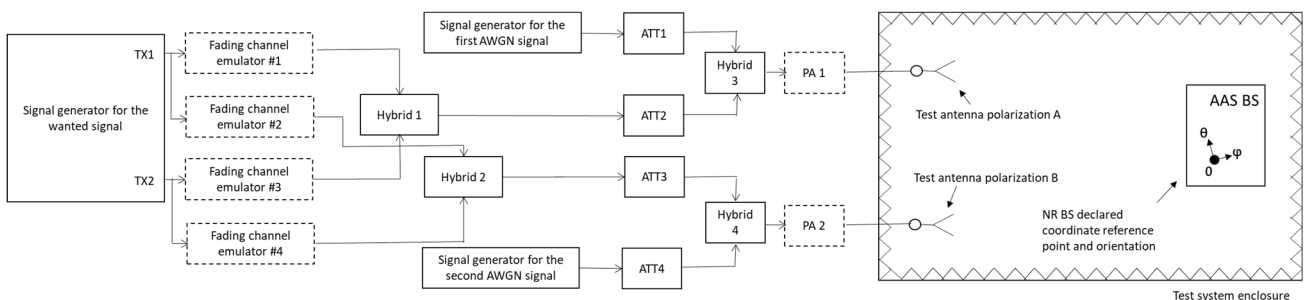 Signal generator for the
wanted signal
TX1
TX2
Fading channel
emulator #1
Fading channel
emulator #2
Fading channel
emulator #3
Fading channel
emulator #4
Hybrid 1
Hybrid 2
Signal generator for the
first AWGN signal
Signal generator for the
second AWGN signal
ATT1
ATT2
ATT3
ATT4
Hybrid
3
Hybrid
4
PA 1
PA 2
Test antenna polarization A
Test antenna polarization B
AAS BS
θ
φ
0
NR BS declared
coordinate reference
point and orientation
Test system enclosure